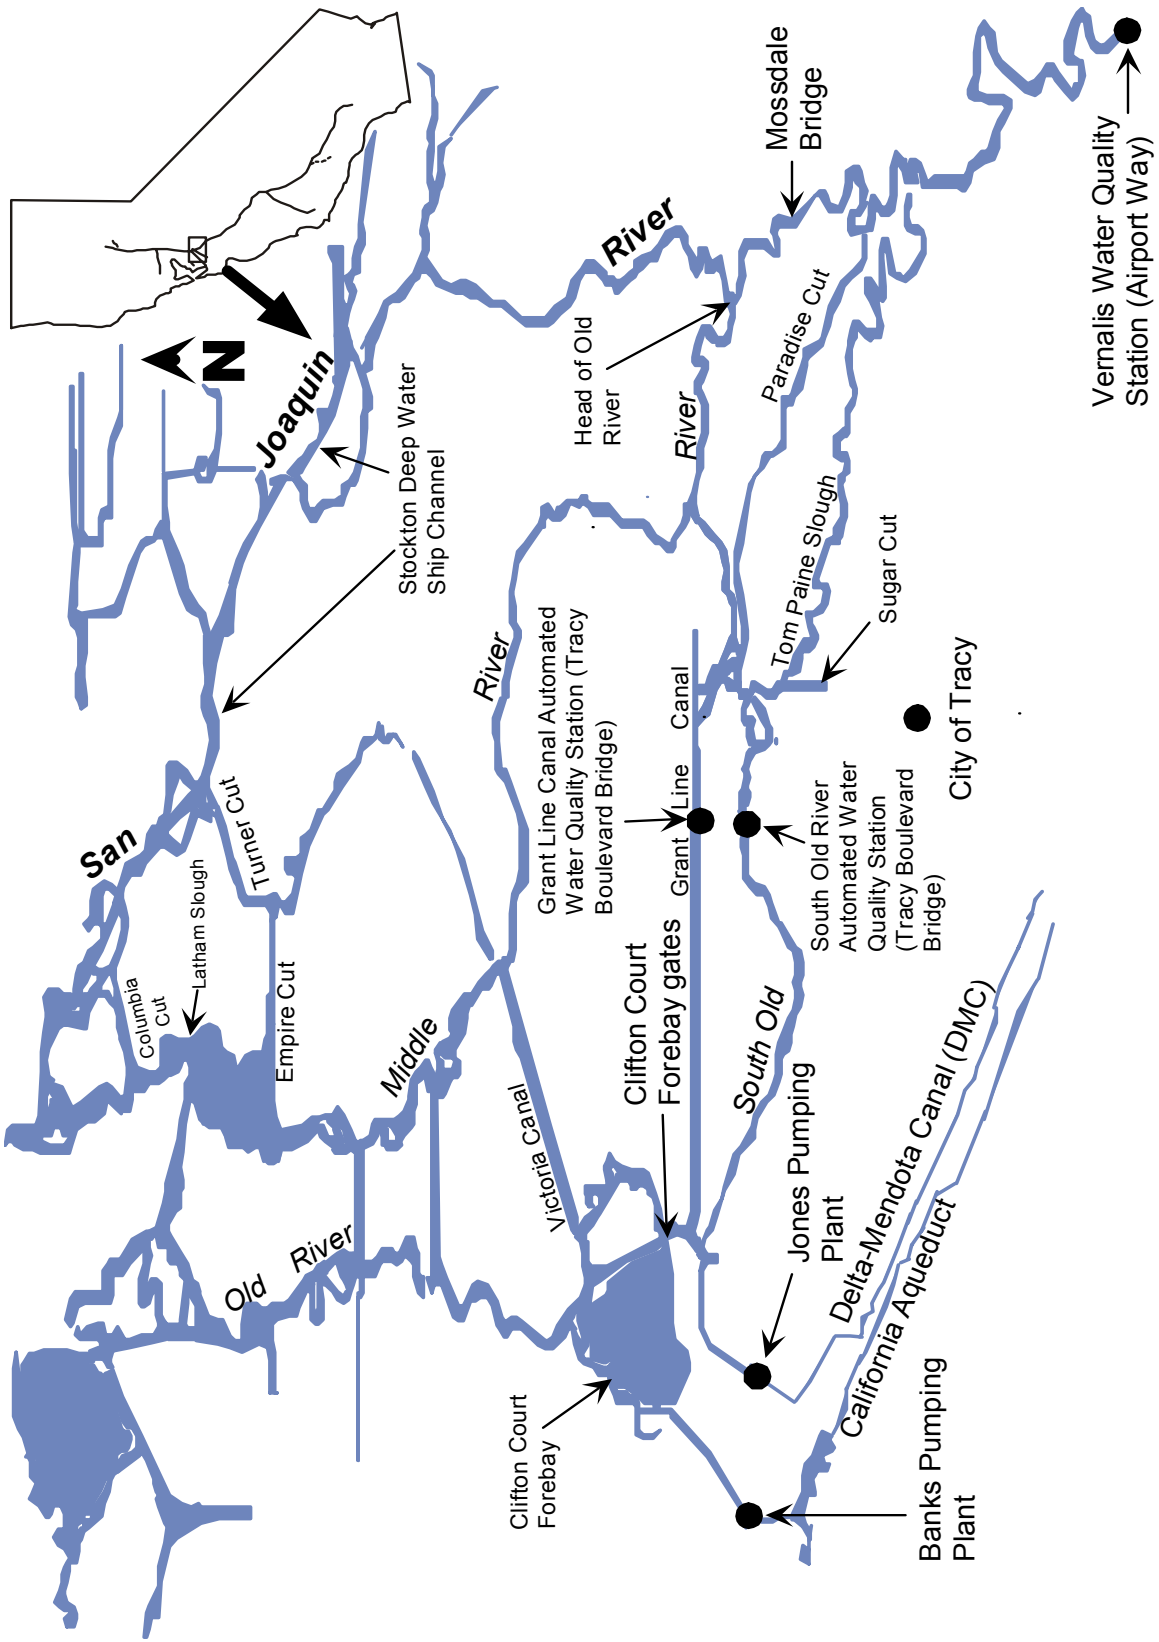 N
San
Joaquin
River
Stockton Deep Water
Ship Channel
Turner Cut
Latham Slough
Columbia
Cut
Empire Cut
Middle
River
Old
River
Victoria Canal
Mossdale
Bridge
Head of Old
River
River
Paradise Cut
Tom Paine Slough
Sugar Cut
Vernalis Water Quality
Station (Airport Way)
Grant Line Canal Automated
Water Quality Station (Tracy
Boulevard Bridge)
Grant
Line
Canal
City of Tracy
South Old River
Automated Water
Quality Station
(Tracy Boulevard
Bridge)
Clifton Court
Forebay gates
South Old
Jones Pumping
Plant
Delta-Mendota Canal (DMC)
California Aqueduct
Clifton Court
Forebay
Banks Pumping
Plant